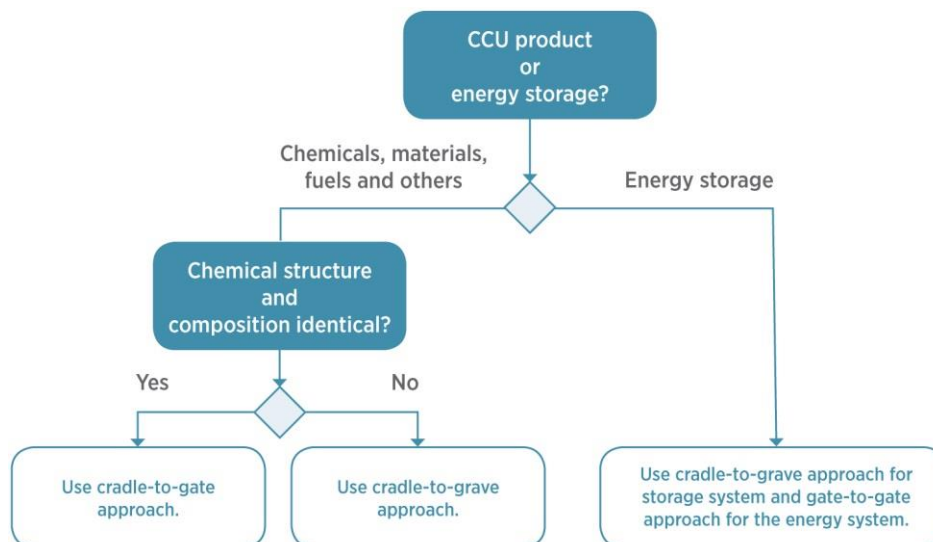 CCU product
or
energy storage?
Chemicals, materials,
fuels and others
Energy storage
Chemical structure
and
composition identical?
Yes
No
Use cradle-to-gate
approach.
Use cradle-to-grave
approach.
Use cradle-to-grave approach for
storage system and gate-to-gate
approach for the energy system.